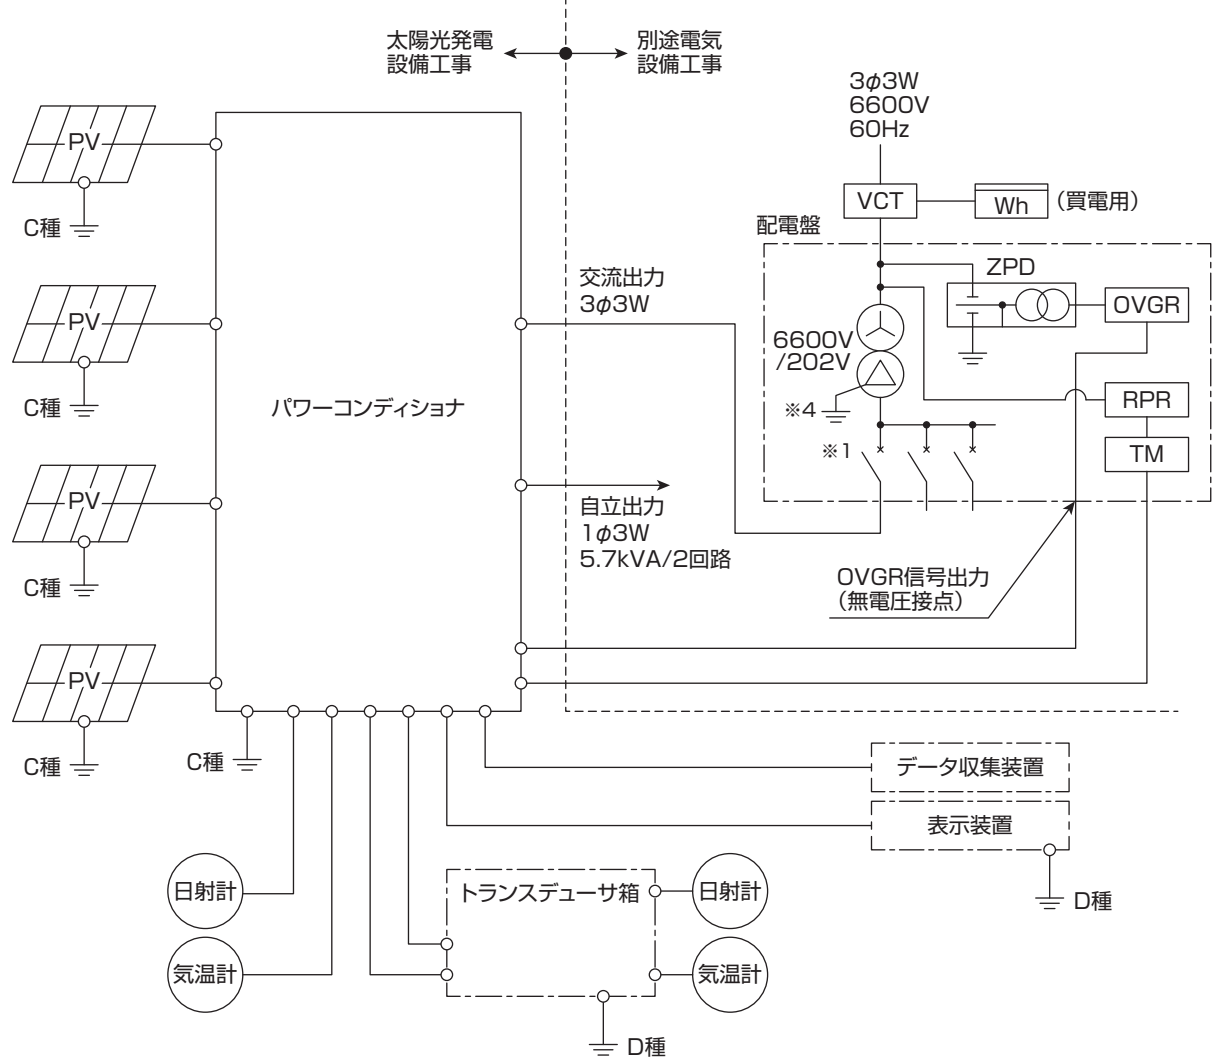 太陽光発電
設備工事
別途電気
設備工事
3φ3W
6600V
60Hz
VCT
Wh
（買電用）
配電盤
PV
C種
PV
C種
PV
C種
PV
C種
パワーコンディショナ
交流出力
3φ3W
ZPD
OVGR
6600V
/202V
※4
RPR
※1
TM
自立出力
1φ3W
5.7kVA/2回路
OVGR信号出力
（無電圧接点）
C種
データ収集装置
表示装置
D種
日射計
気温計
トランスデューサ箱
日射計
気温計
D種